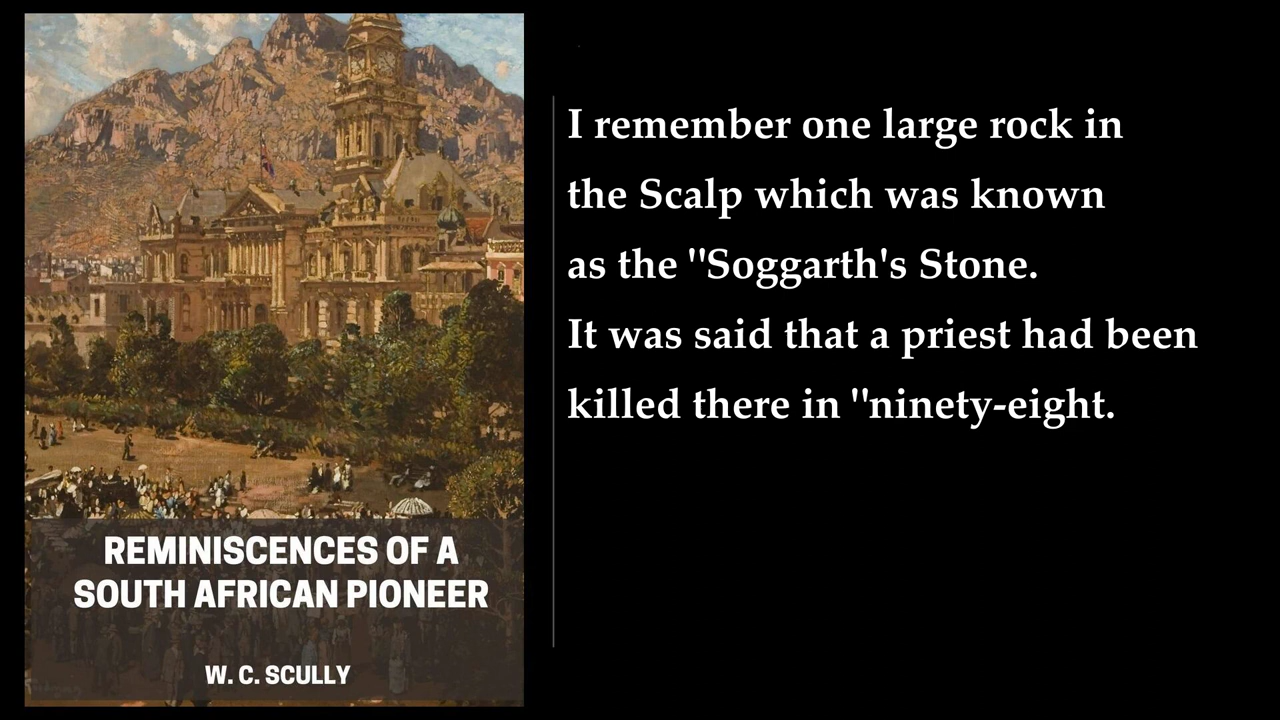 REMINISCENCES OF A
SOUTH AFRICAN PIONEER
W. C. SCULLY
I remember one large rock in
the Scalp which was known
as the "Soggarth's Stone.
It was said that a priest had been
killed there in "ninety-eight.